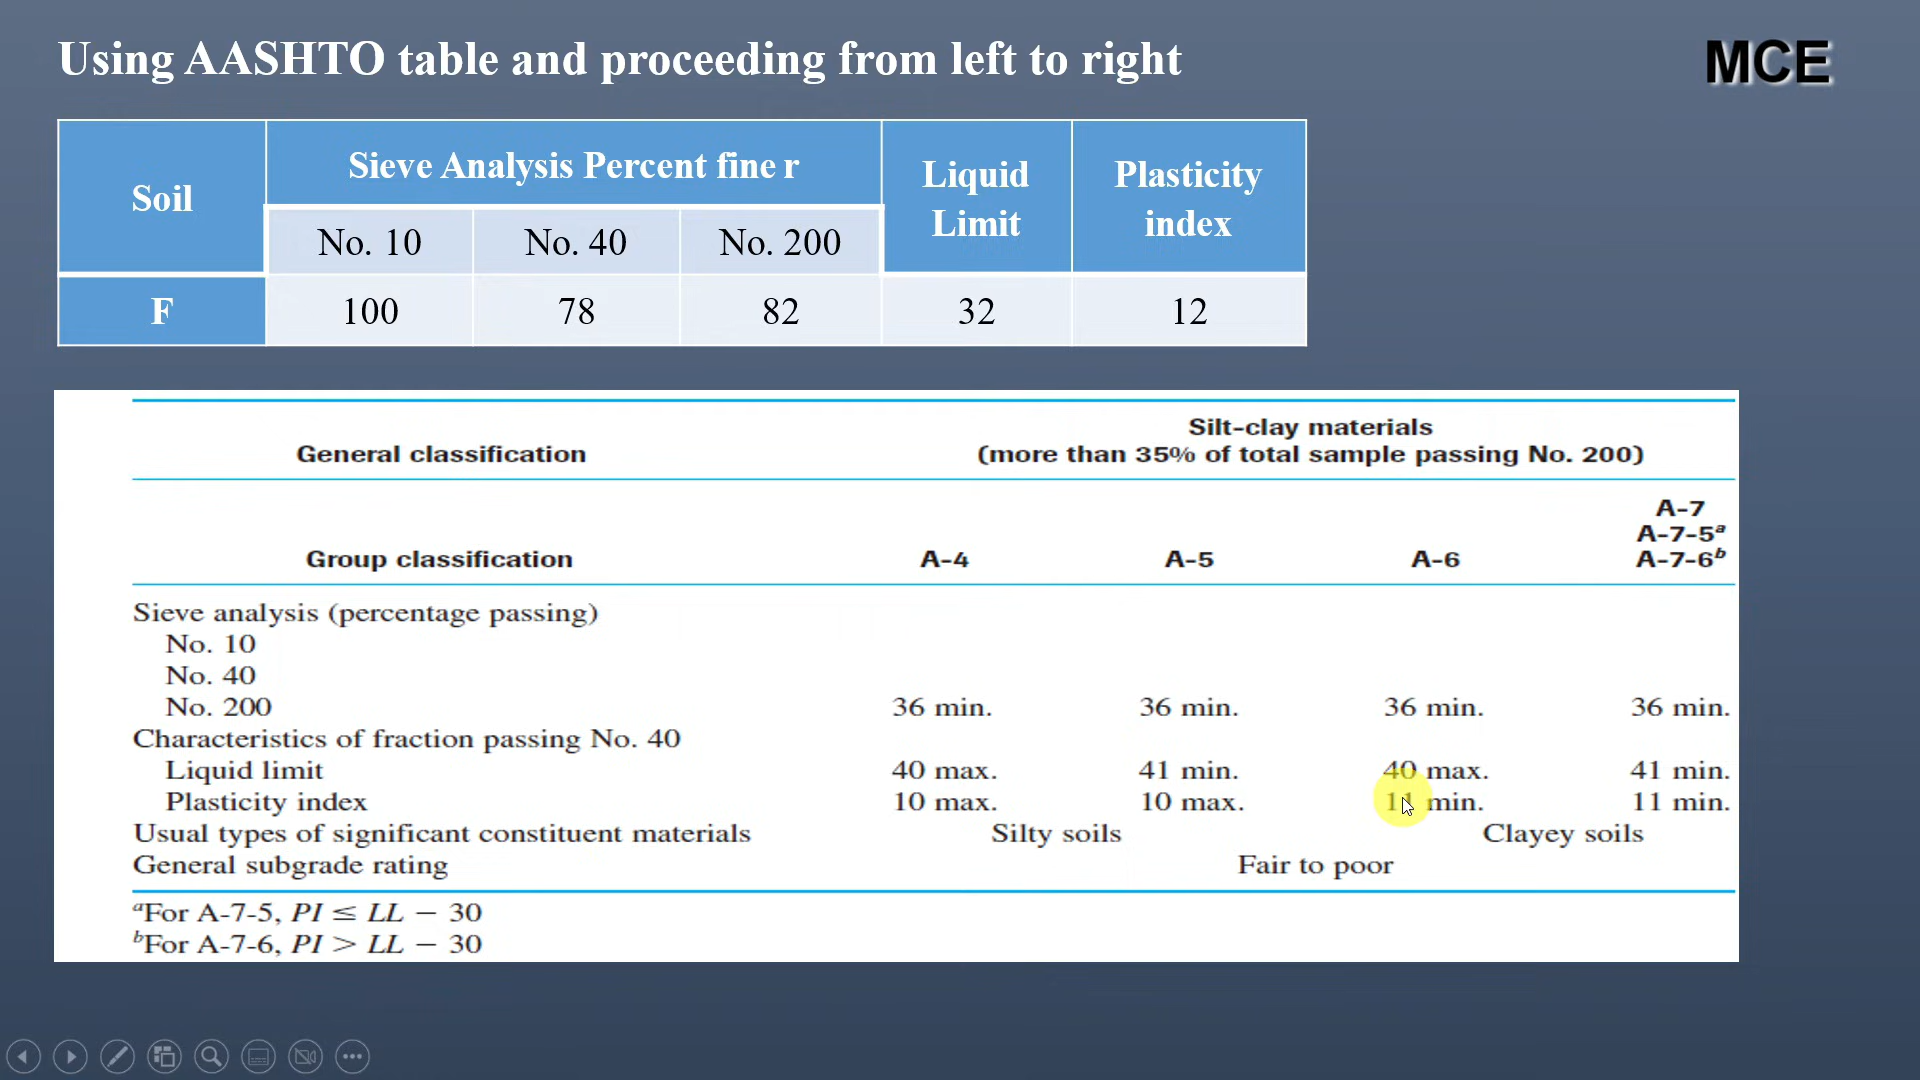 Using AASHTO table and proceeding from left to right
MCE
Soil
Sieve Analysis Percent fine r
Liquid Limit
Plasticity index
No. 10 No. 40 No. 200
F 100 78 82 32 12
General classification
Silt-clay materials
(more than 35% of total sample passing No. 200)
Group classification A-4 A-5 A-6 A-7 A-7-5ᵃ A-7-6ᵇ
Sieve analysis (percentage passing)
No. 10
No. 40
No. 200 36 min. 36 min. 36 min. 36 min.
Characteristics of fraction passing No. 40
Liquid limit 40 max. 41 min. 40 max. 41 min.
Plasticity index 10 max. 10 max. 11 min. 11 min.
Usual types of significant constituent materials Silty soils Clayey soils
General subgrade rating Fair to poor
ᵃFor A-7-5, PI ≤ LL − 30
ᵇFor A-7-6, PI > LL − 30